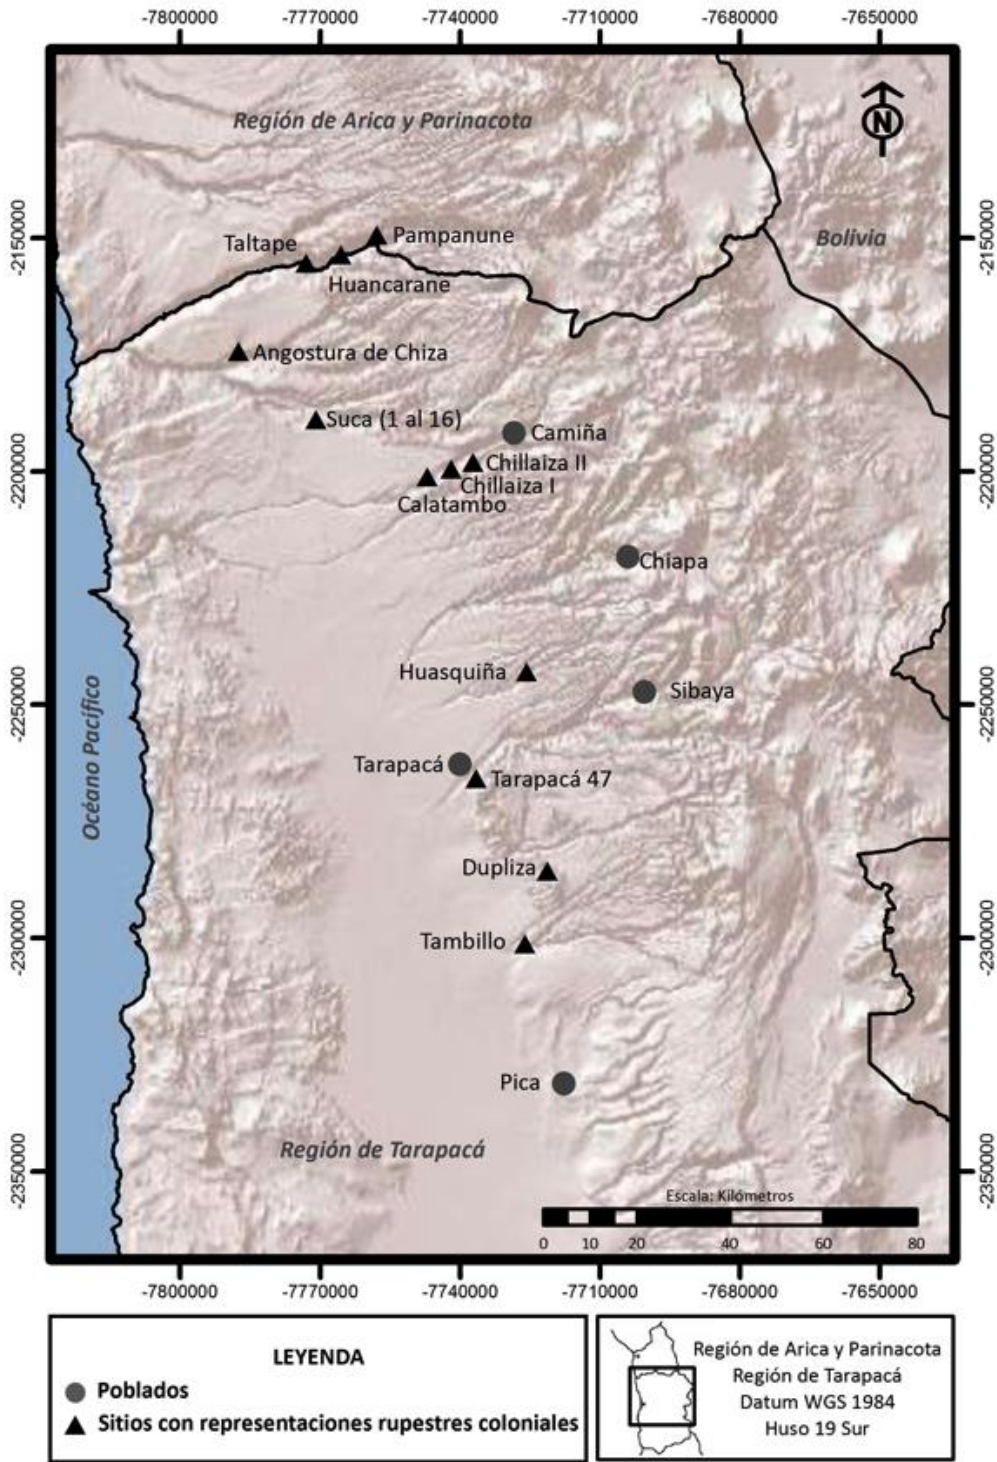 -7800000 -7770000 -7740000 -7710000 -7680000 -7650000
N
Región de Arica y Parinacota
-2150000
-2150000
Bolivia
Pampanune
Taltape
Huancarane
Angostura de Chiza
Suca (1 al 16)
Camiña
-2200000
-2200000
Chillaiza II
Chillaiza I
Calatambo
Chiapa
Huasquiña
Sibaya
-2250000
-2250000
Océano Pacífico
Tarapacá
Tarapacá 47
Dupliza
Tambillo
-2300000
-2300000
Pica
Región de Tarapacá
-2350000
-2350000
Escala: Kilómetros
0 10 20 40 60 80
-7800000 -7770000 -7740000 -7710000 -7680000 -7650000
LEYENDA
Poblados
Sitios con representaciones rupestres coloniales
Región de Arica y Parinacota
Región de Tarapacá
Datum WGS 1984
Huso 19 Sur